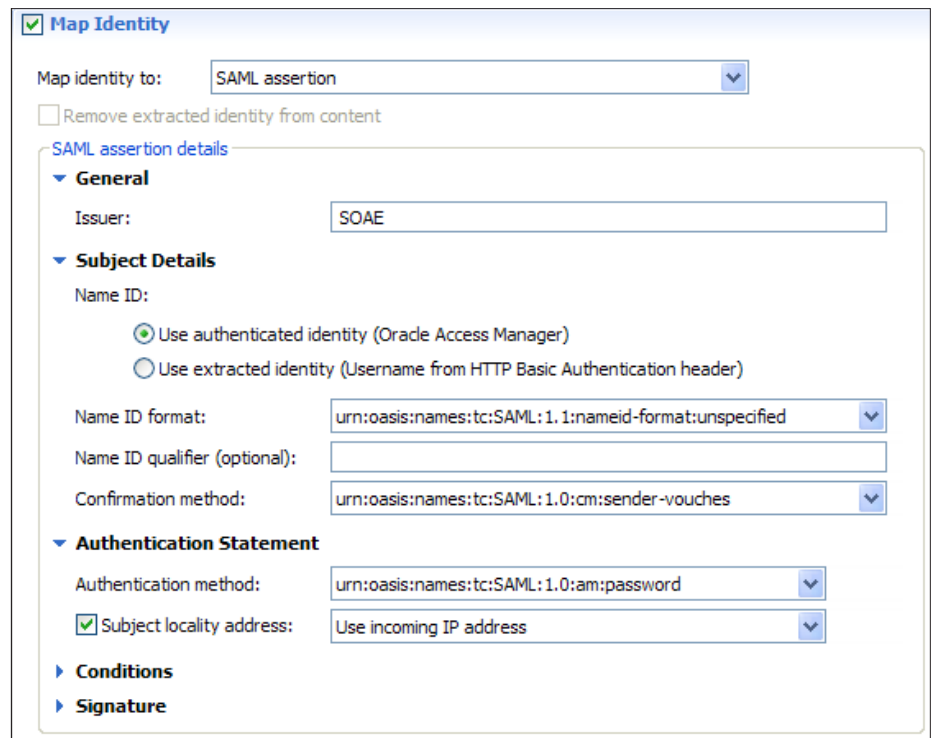 Map Identity
Map identity to: SAML assertion
Remove extracted identity from content
SAML assertion details
General
Issuer: SOAE
Subject Details
Name ID:
Use authenticated identity (Oracle Access Manager)
Use extracted identity (Username from HTTP Basic Authentication header)
Name ID format: urn:oasis:names:tc:SAML:1.1:nameid-format:unspecified
Name ID qualifier (optional):
Confirmation method: urn:oasis:names:tc:SAML:1.0:cm:sender-vouches
Authentication Statement
Authentication method: urn:oasis:names:tc:SAML:1.0:am:password
Subject locality address: Use incoming IP address
Conditions
Signature